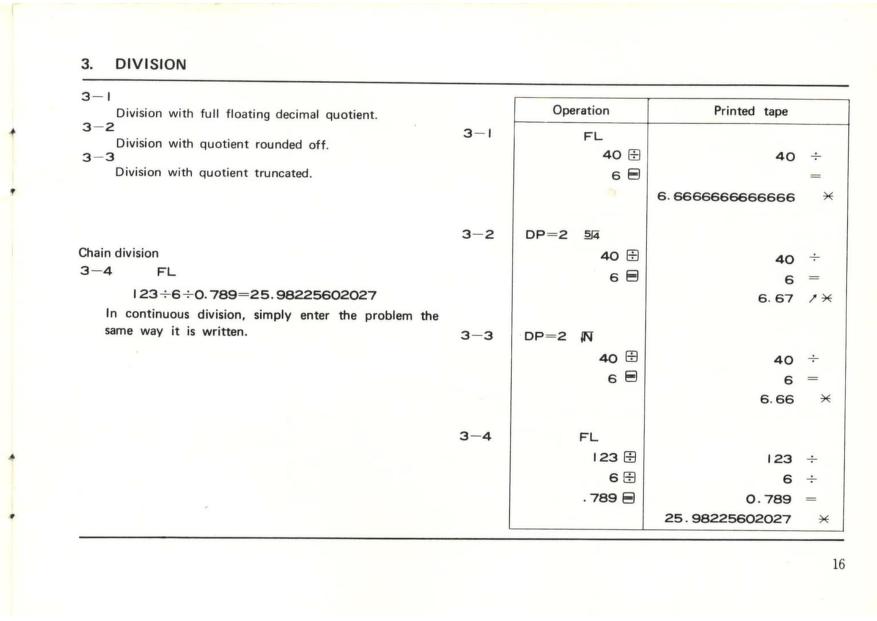 3. DIVISION
3-1
Division with full floating decimal quotient.
3-2
Division with quotient rounded off.
3-3
Division with quotient truncated.
Chain division
3-4 FL
123÷6÷0.789=25.98225602027
In continuous division, simply enter the problem the
same way it is written.
Operation Printed tape
3-1 FL
40 ÷ 40 ÷
6 = =
6.6666666666666 *
3-2 DP=2 5/4
40 ÷ 40 ÷
6 = 6 =
6.67 ↗*
3-3 DP=2 ↓N
40 ÷ 40 ÷
6 = 6 =
6.66 *
3-4 FL
123 ÷ 123 ÷
6 ÷ 6 ÷
.789 = 0.789 =
25.98225602027 *
16